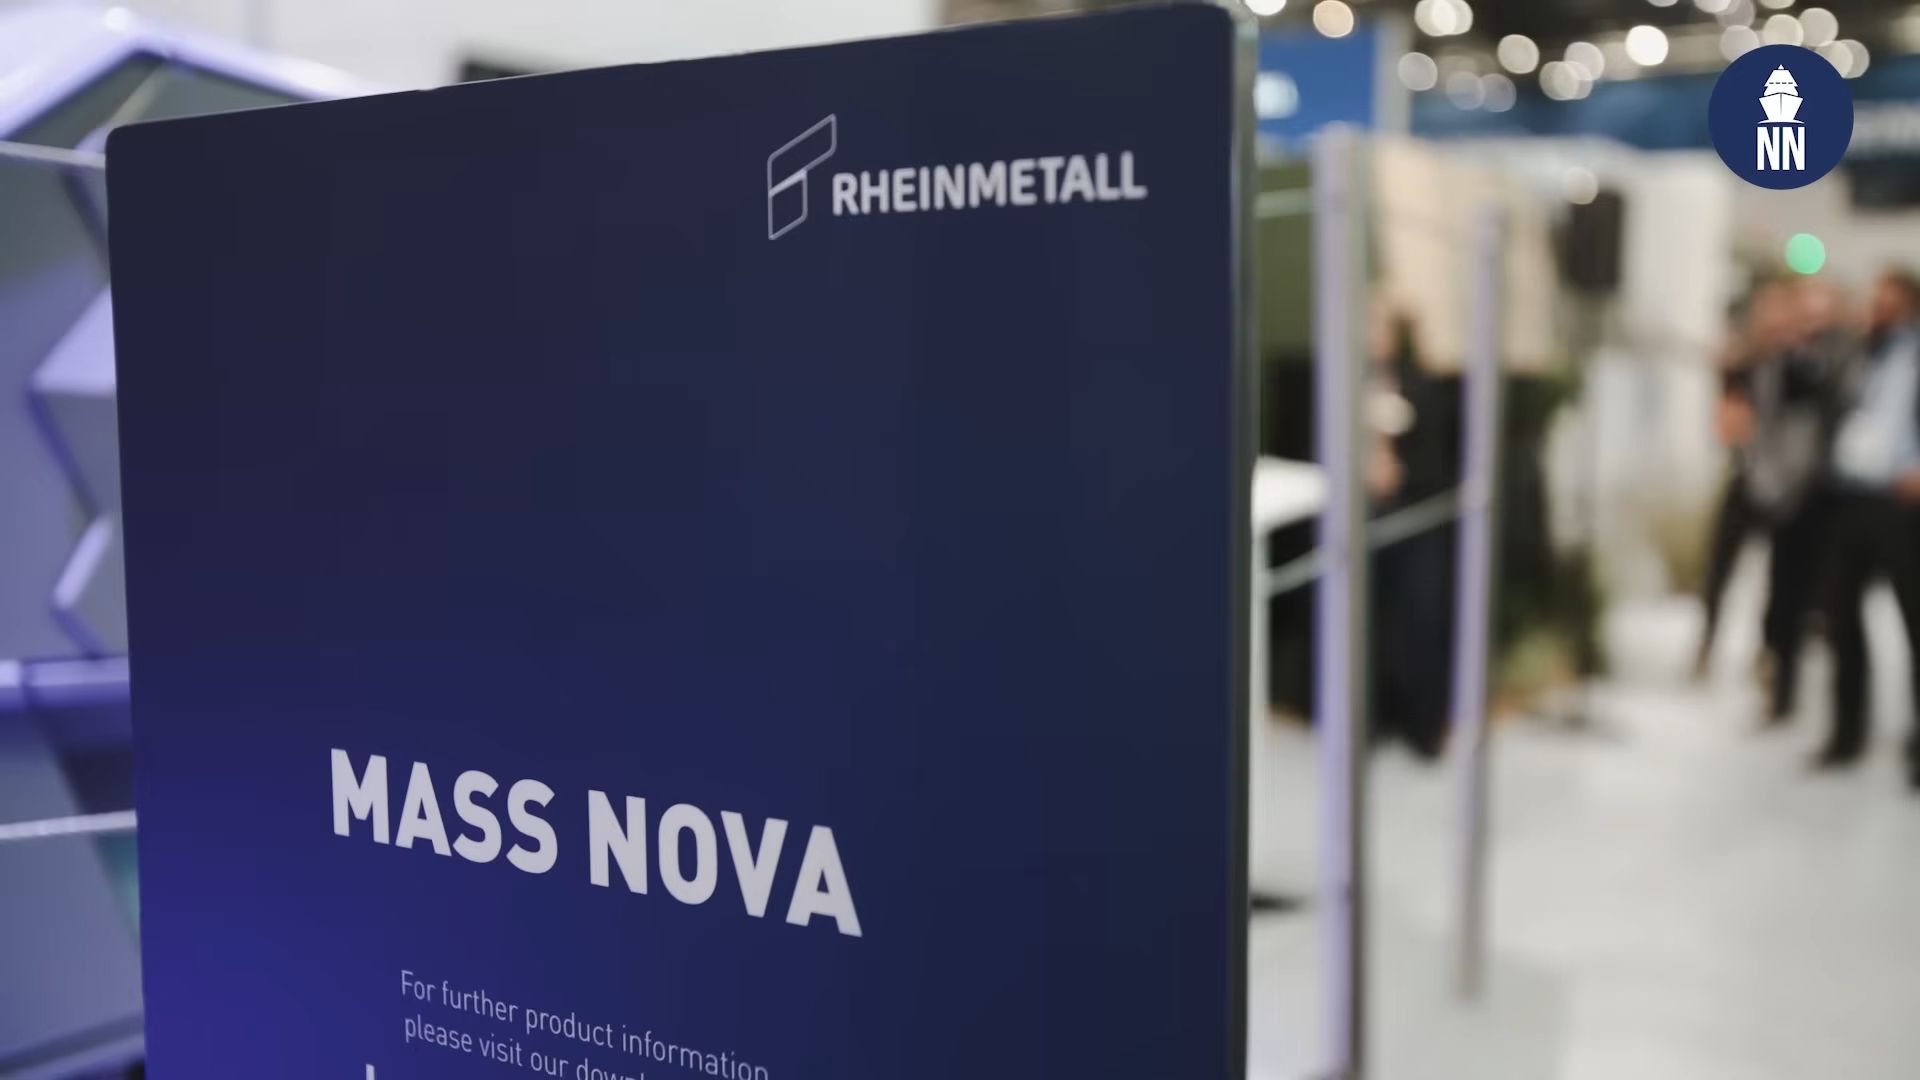 RHEINMETALL
NN
MASS NOVA
For further product information
please visit our